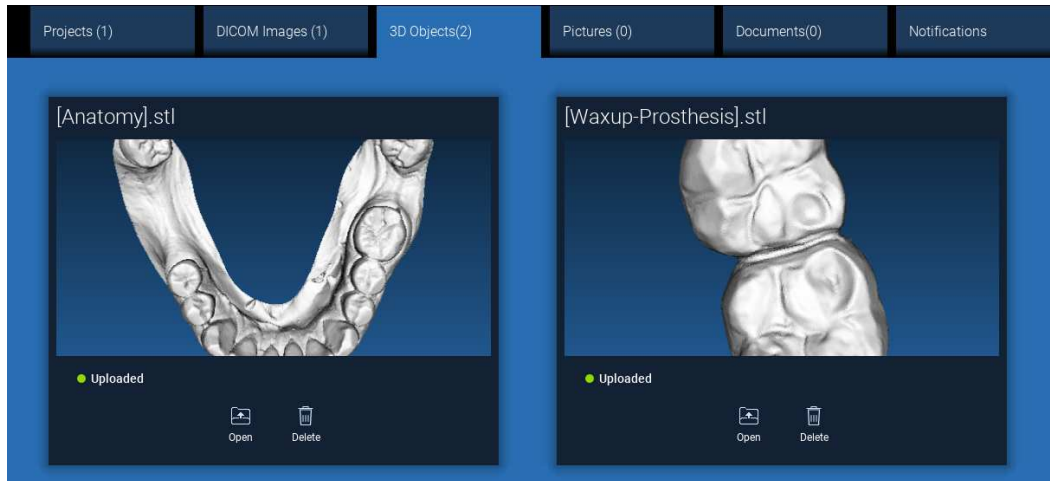 Projects (1)
DICOM Images (1)
3D Objects(2)
Pictures (0)
Documents(0)
Notifications
[Anatomy].stl
Uploaded
Open
Delete
[Waxup-Prosthesis].stl
Uploaded
Open
Delete